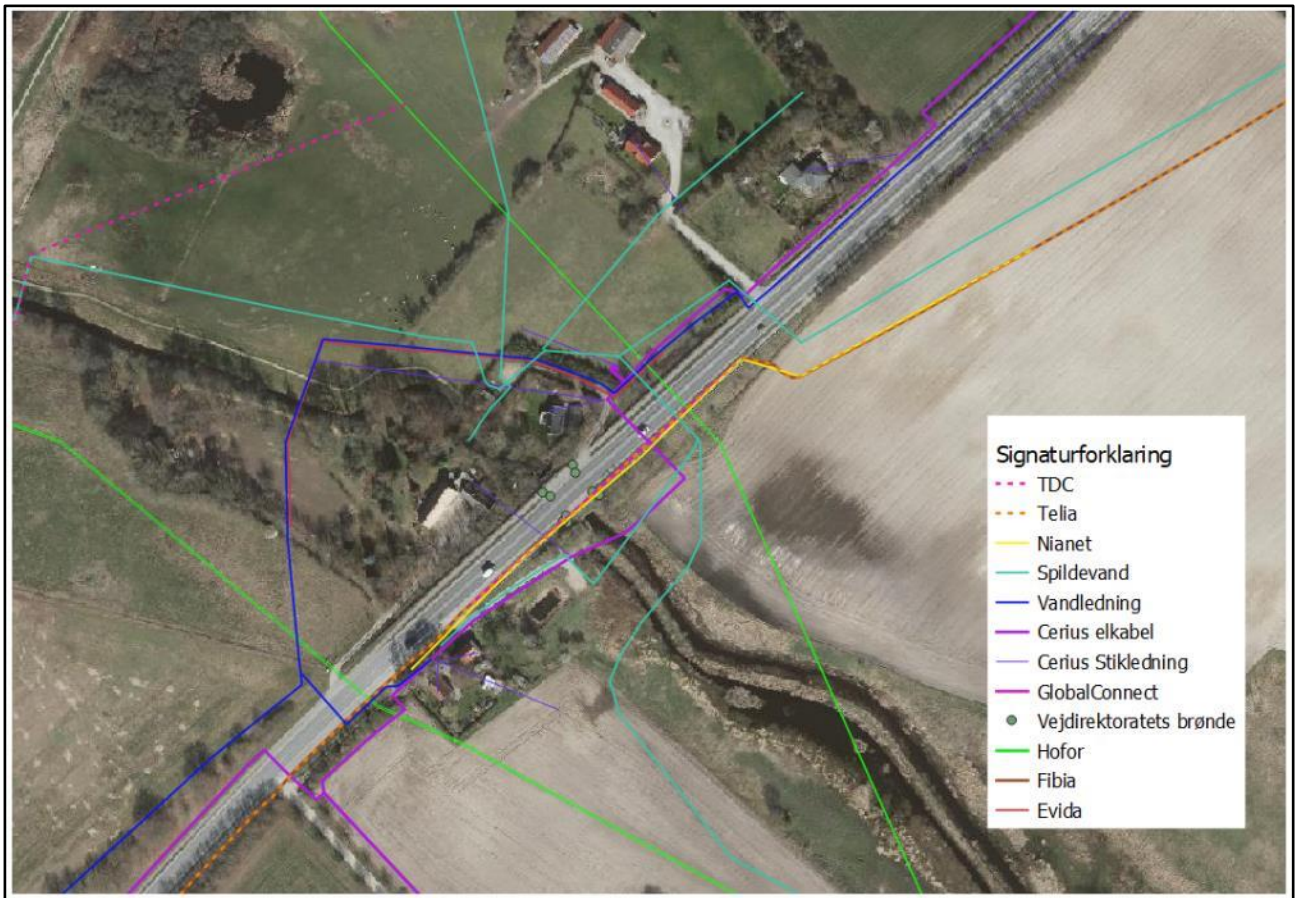 Signaturforklaring
TDC
Telia
Nianet
Spildevand
Vandledning
Cerius elkabel
Cerius Stikledning
GlobalConnect
Vejdirektoratets brønde
Hofor
Fibia
Evida